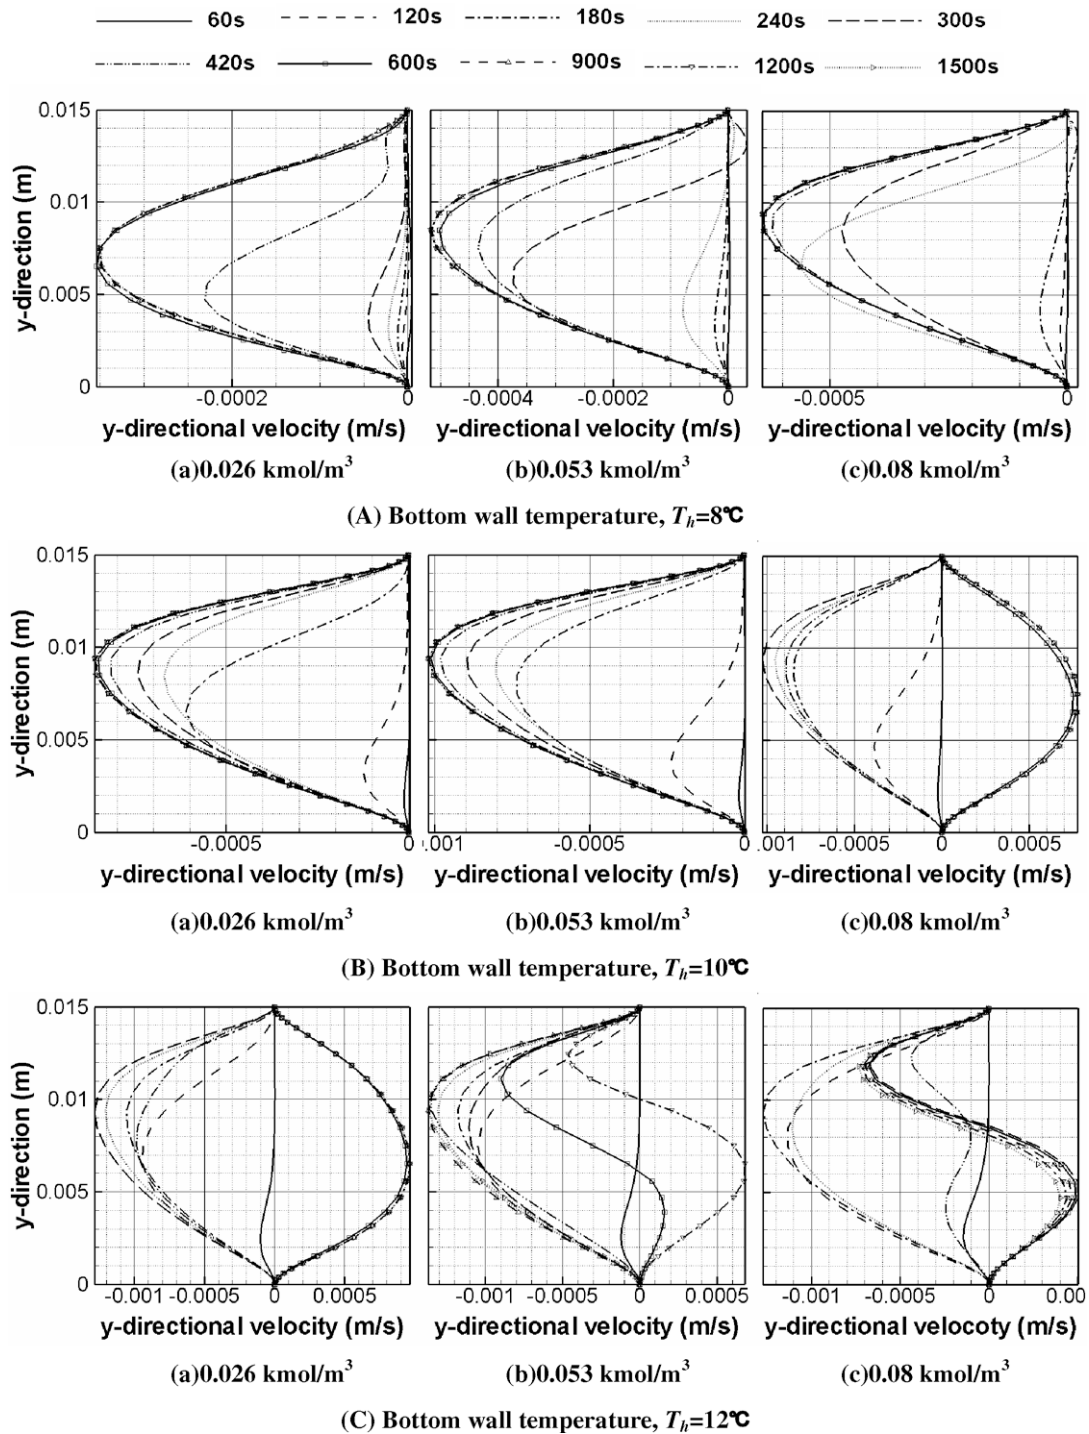 60s 120s 180s 240s 300s
420s 600s 900s 1200s 1500s
y-direction (m)
0.015
0.01
0.005
0
-0.0002 0
-0.0004 -0.0002 0
-0.0005 0
y-directional velocity (m/s) y-directional velocity (m/s) y-directional velocity (m/s)
(a)0.026 kmol/m³ (b)0.053 kmol/m³ (c)0.08 kmol/m³
(A) Bottom wall temperature, Tₕ=8℃
y-direction (m)
0.015
0.01
0.005
0
-0.0005 0
.001 -0.0005 0
.001 -0.0005 0 0.0005
y-directional velocity (m/s) y-directional velocity (m/s) y-directional velocity (m/s)
(a)0.026 kmol/m³ (b)0.053 kmol/m³ (c)0.08 kmol/m³
(B) Bottom wall temperature, Tₕ=10℃
y-direction (m)
0.015
0.01
0.005
0
-0.001 -0.0005 0 0.0005
-0.001 -0.0005 0 0.0005
-0.001 -0.0005 0 0.00
y-directional velocity (m/s) y-directional velocity (m/s) y-directional velocoty (m/s)
(a)0.026 kmol/m³ (b)0.053 kmol/m³ (c)0.08 kmol/m³
(C) Bottom wall temperature, Tₕ=12℃